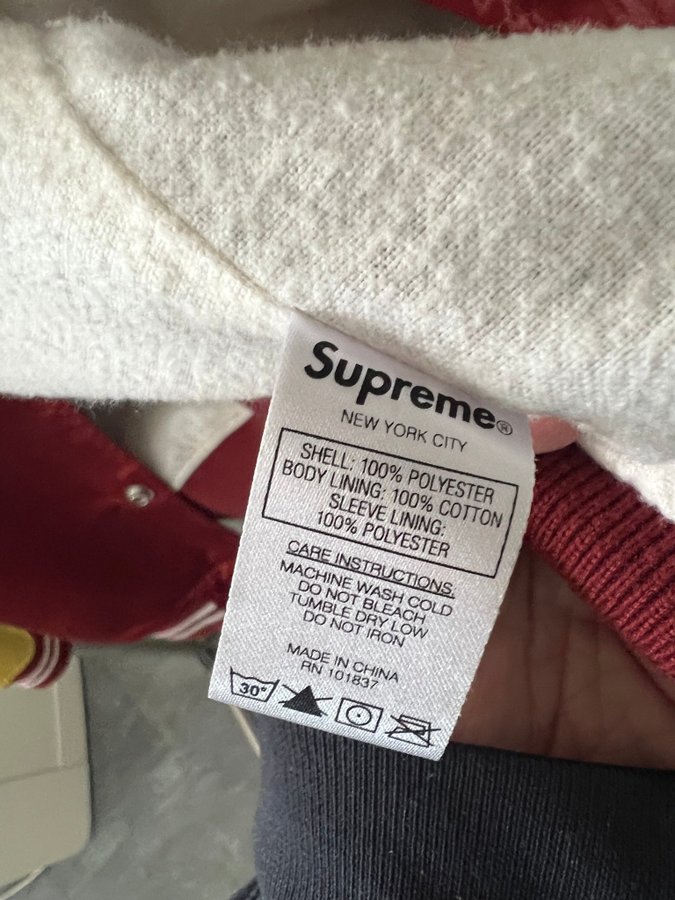 Supreme®
NEW YORK CITY
SHELL: 100% POLYESTER
BODY LINING: 100% COTTON
SLEEVE LINING:
100% POLYESTER
CARE INSTRUCTIONS.
MACHINE WASH COLD
DO NOT BLEACH
TUMBLE DRY LOW
DO NOT IRON
MADE IN CHINA
RN 101837
30°